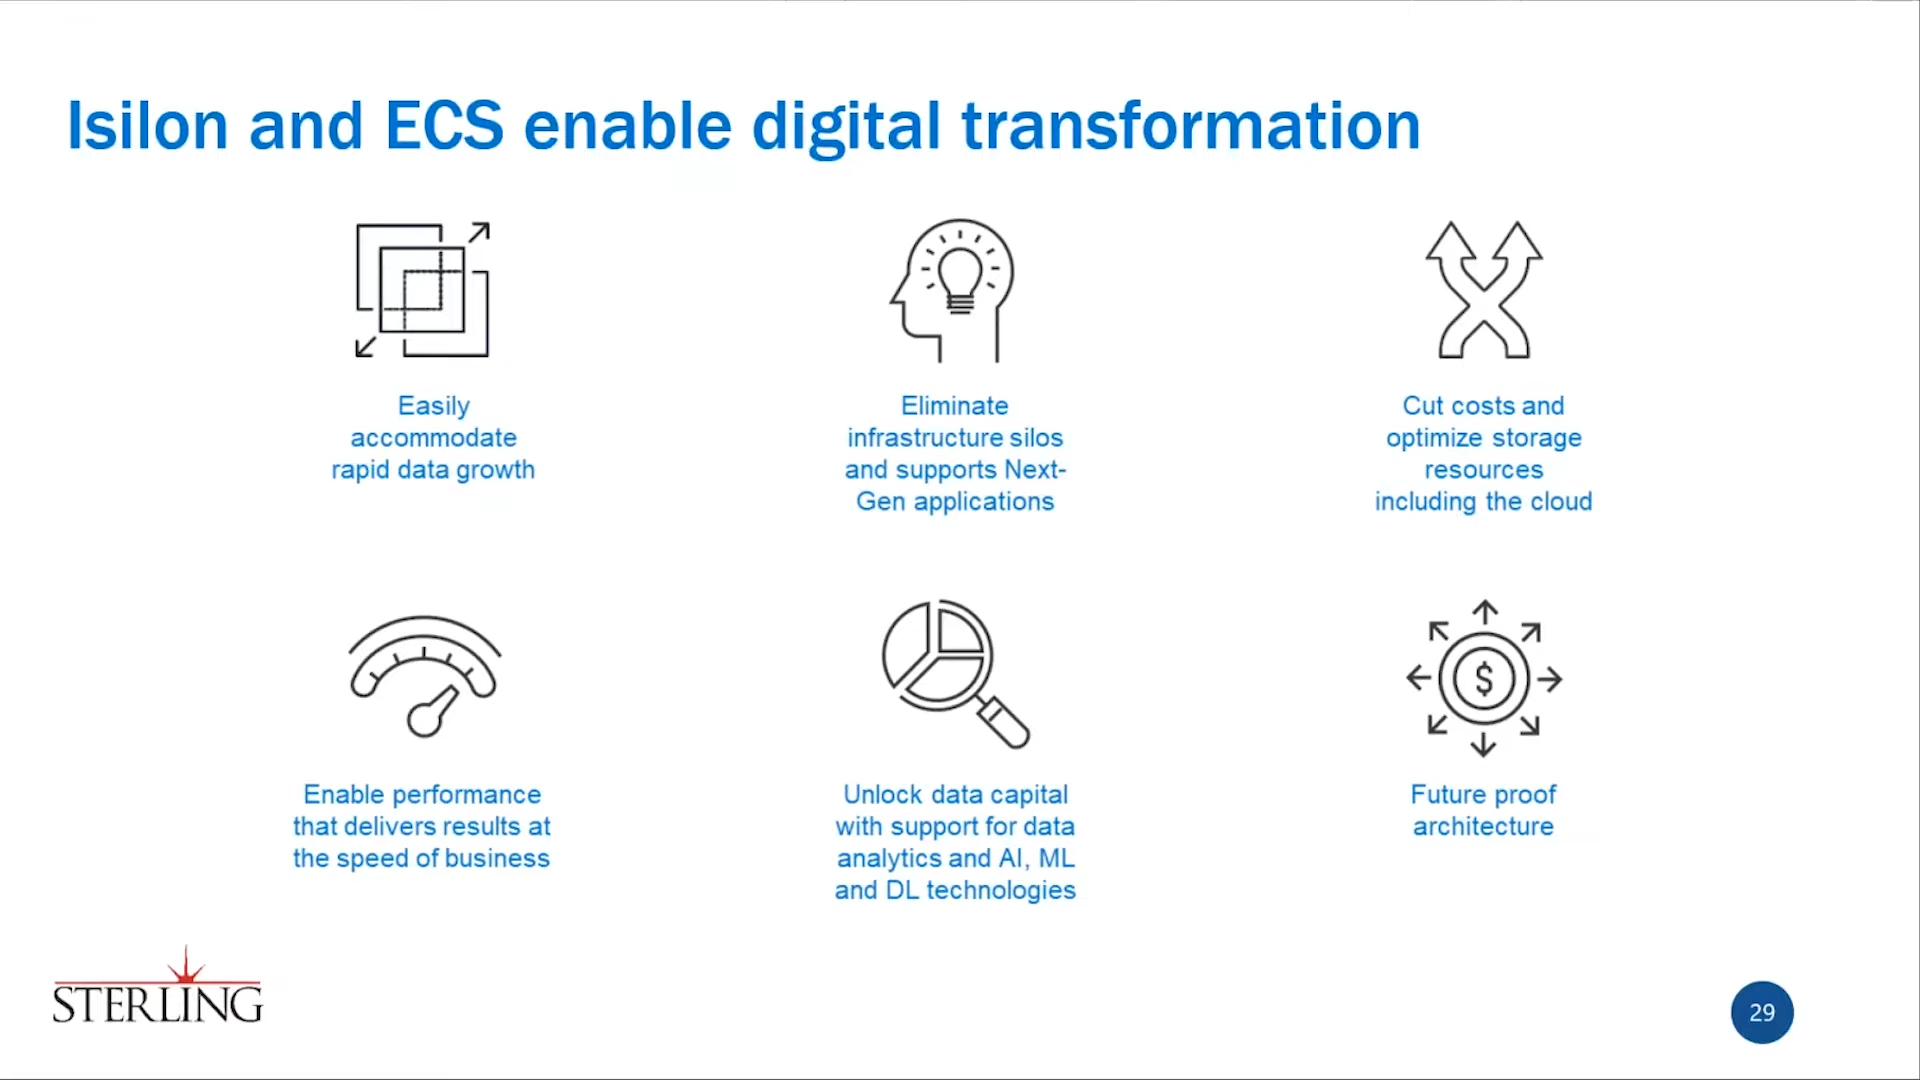 Isilon and ECS enable digital transformation
Easily
accommodate
rapid data growth
Eliminate
infrastructure silos
and supports Next-
Gen applications
Cut costs and
optimize storage
resources
including the cloud
$
Enable performance
that delivers results at
the speed of business
Unlock data capital
with support for data
analytics and AI, ML
and DL technologies
Future proof
architecture
STERLING
29